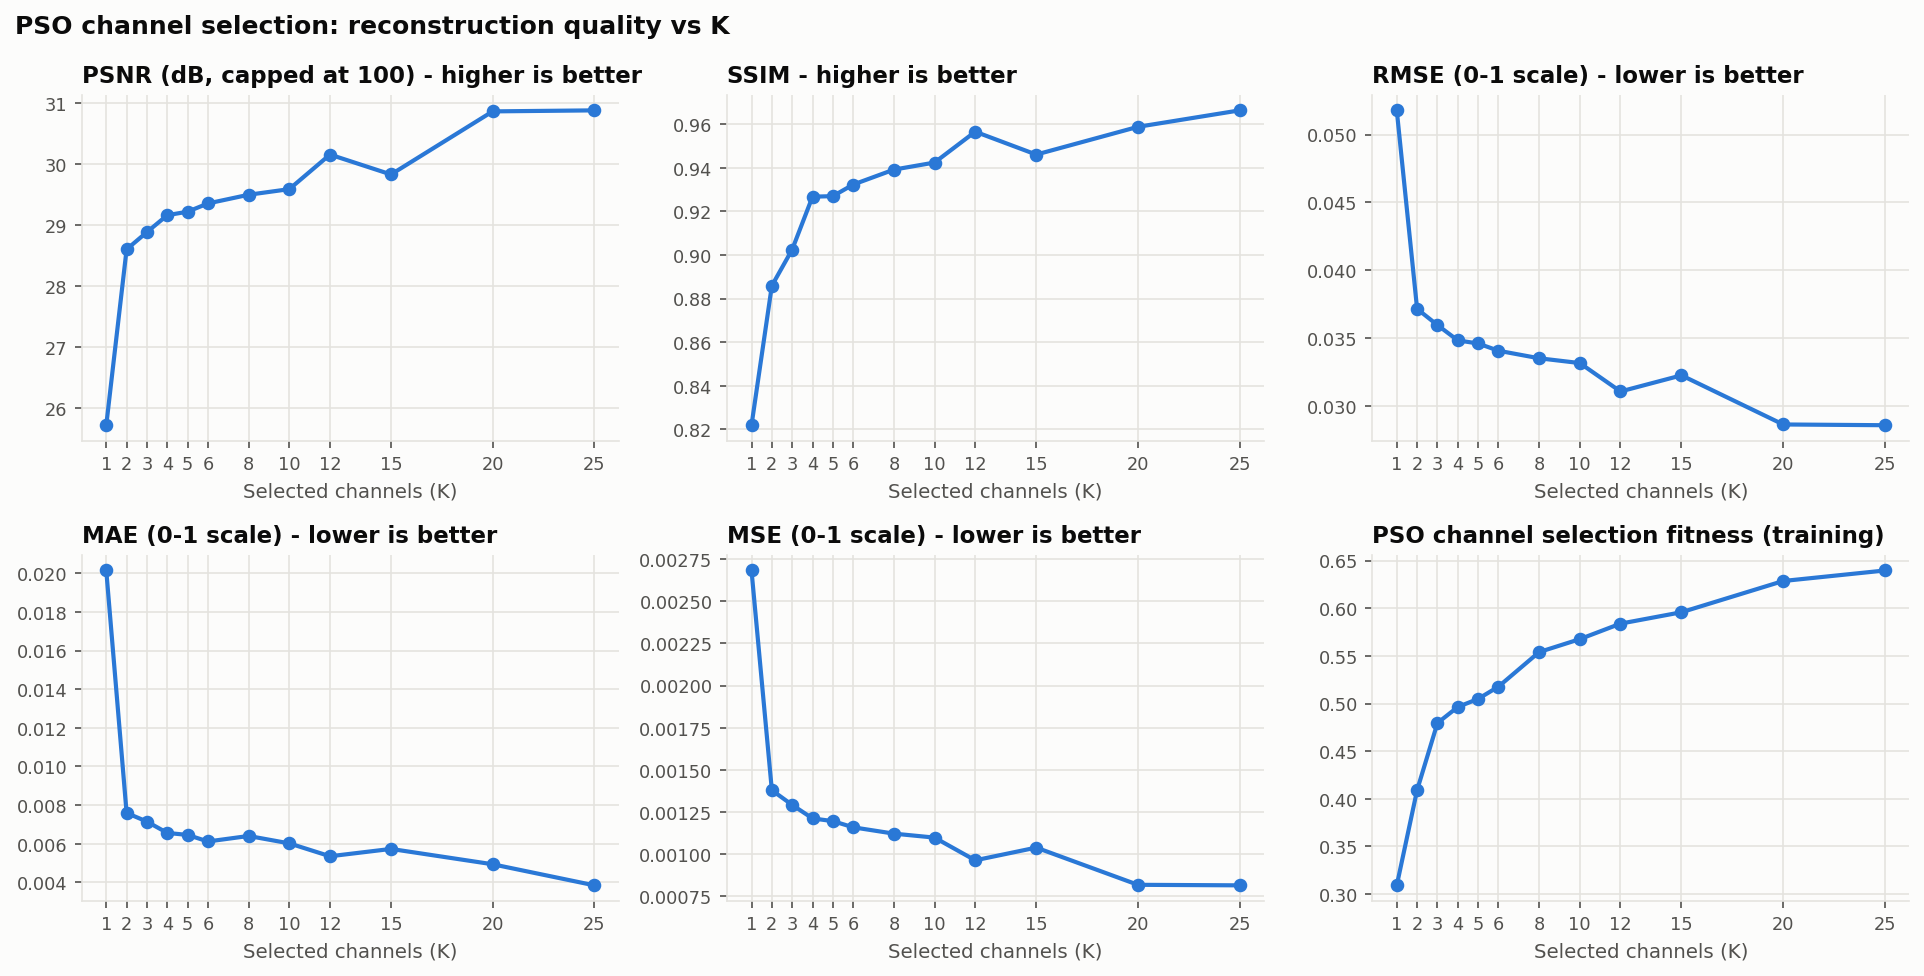 PSO channel selection: reconstruction quality vs K
PSNR (dB, capped at 100) - higher is better
31
30
29
28
27
26
1 2 3 4 5 6 8 10 12 15 20 25
Selected channels (K)
SSIM - higher is better
0.96
0.94
0.92
0.90
0.88
0.86
0.84
0.82
1 2 3 4 5 6 8 10 12 15 20 25
Selected channels (K)
RMSE (0-1 scale) - lower is better
0.050
0.045
0.040
0.035
0.030
1 2 3 4 5 6 8 10 12 15 20 25
Selected channels (K)
MAE (0-1 scale) - lower is better
0.020
0.018
0.016
0.014
0.012
0.010
0.008
0.006
0.004
1 2 3 4 5 6 8 10 12 15 20 25
Selected channels (K)
MSE (0-1 scale) - lower is better
0.00275
0.00250
0.00225
0.00200
0.00175
0.00150
0.00125
0.00100
0.00075
1 2 3 4 5 6 8 10 12 15 20 25
Selected channels (K)
PSO channel selection fitness (training)
0.65
0.60
0.55
0.50
0.45
0.40
0.35
0.30
1 2 3 4 5 6 8 10 12 15 20 25
Selected channels (K)